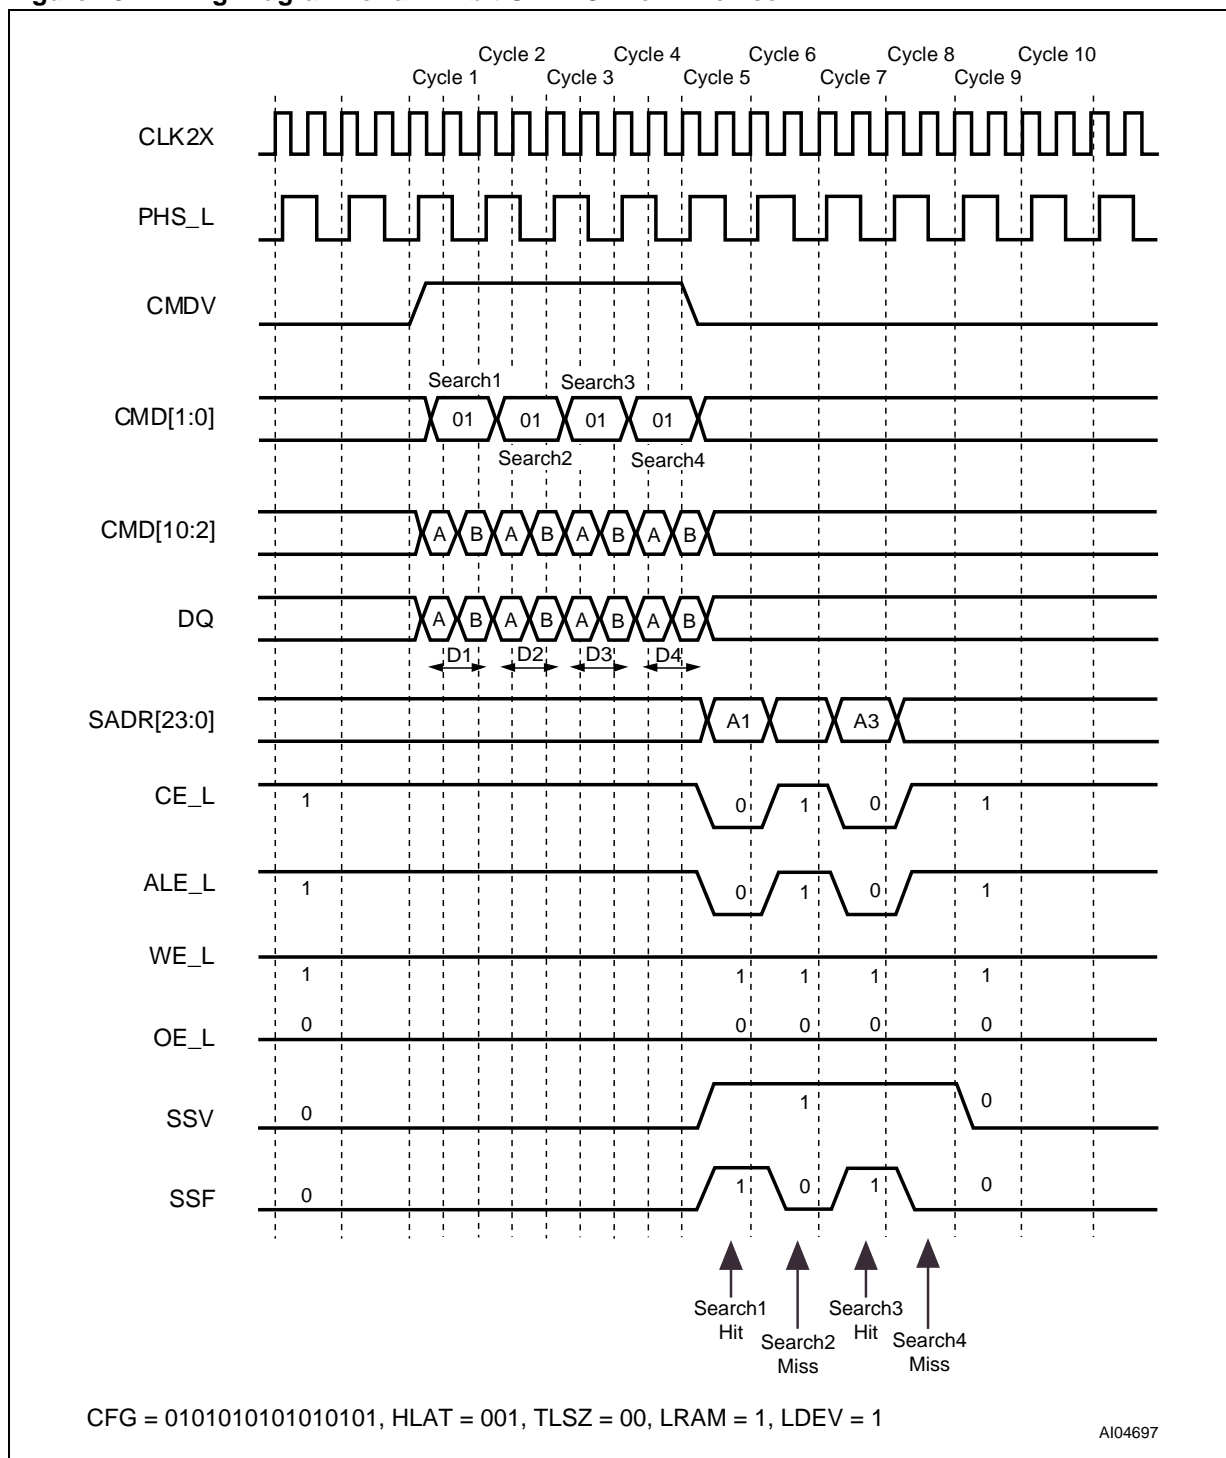 Cycle 2 Cycle 4 Cycle 6 Cycle 8 Cycle 10
Cycle 1 Cycle 3 Cycle 5 Cycle 7 Cycle 9
CLK2X
PHS_L
CMDV
Search1 Search3
CMD[1:0] 01 01 01 01
Search2 Search4
CMD[10:2] A B A B A B A B
DQ A B A B A B A B
D1 D2 D3 D4
SADR[23:0] A1 A3
CE_L 1 0 1 0 1
ALE_L 1 0 1 0 1
WE_L
1 1 1 1 1
0 0 0 0 0
OE_L
SSV 0 1 0
SSF 0 1 0 1 0
Search1 Hit
Search2 Miss
Search3 Hit
Search4 Miss
CFG = 0101010101010101, HLAT = 001, TLSZ = 00, LRAM = 1, LDEV = 1
AI04697